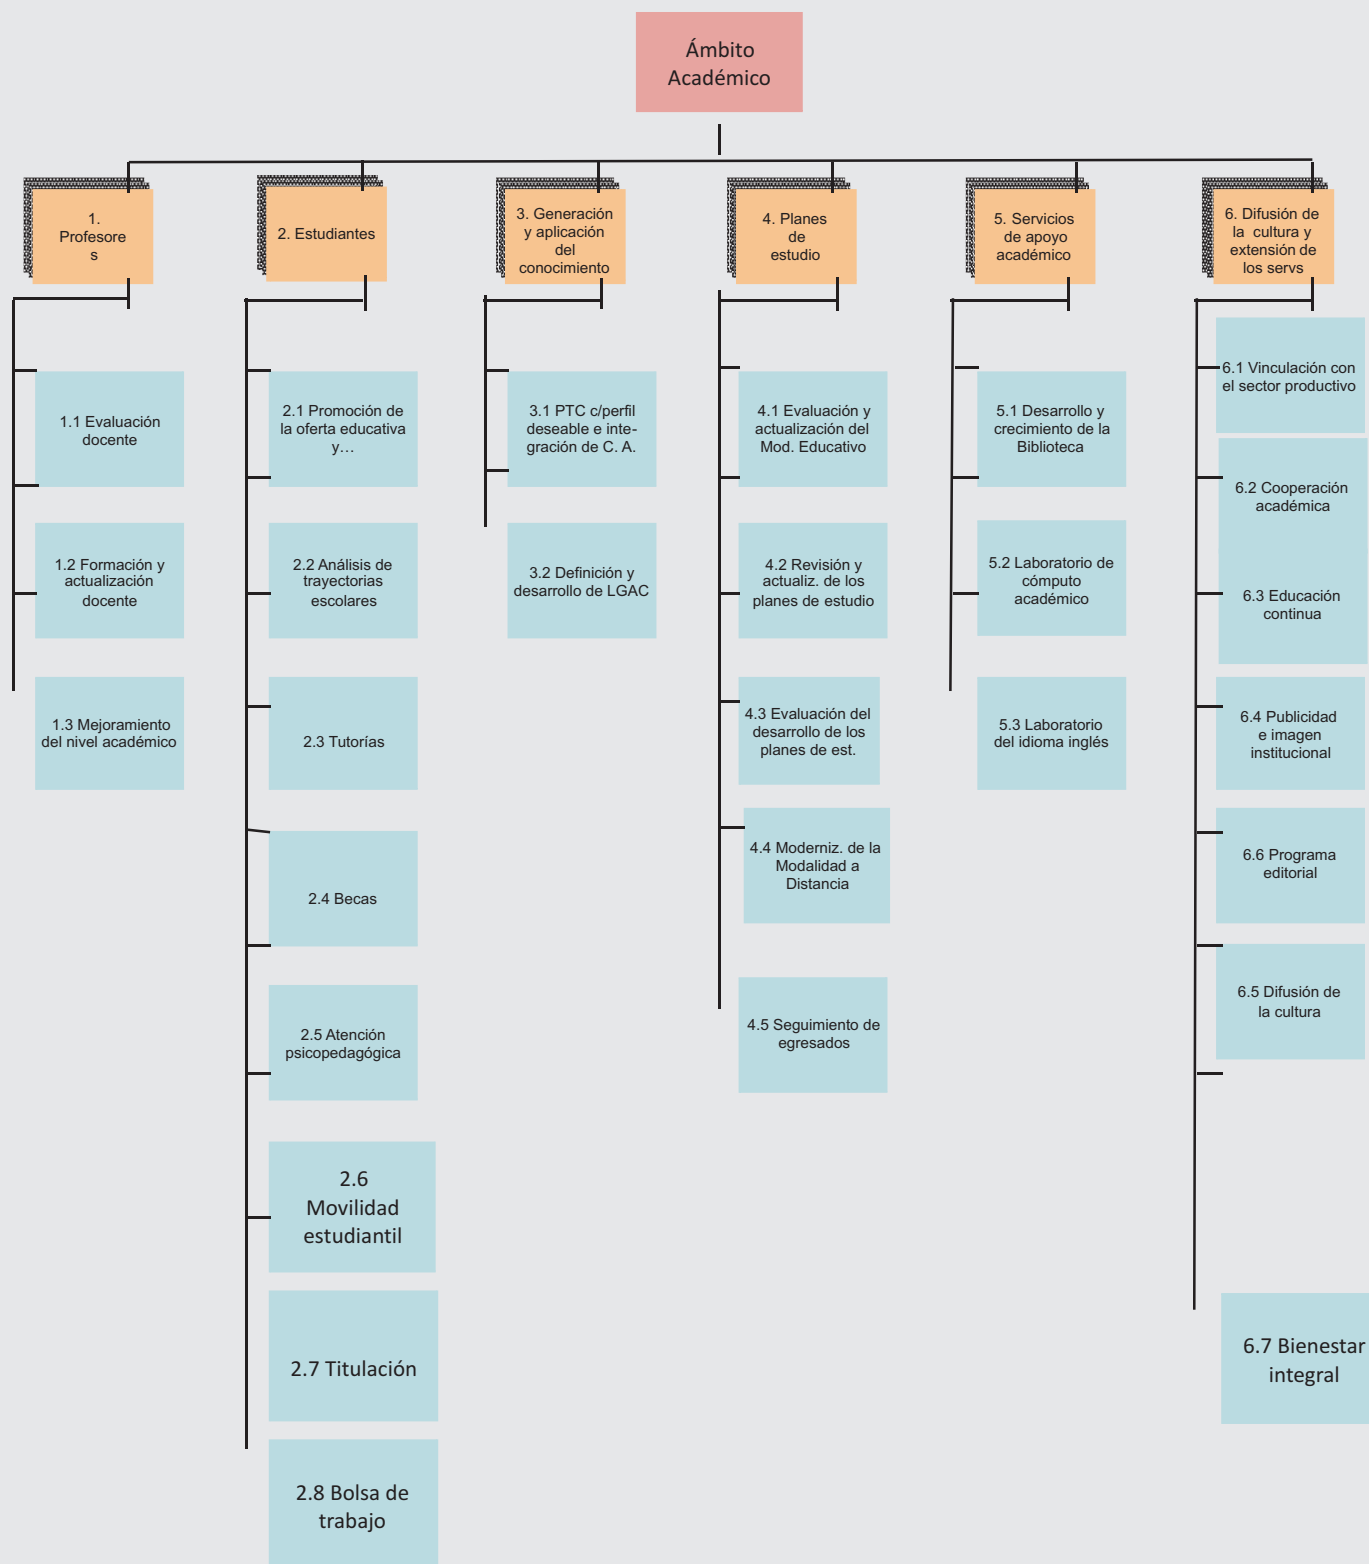 Ámbito
Académico
1.
Profesore
s
2. Estudiantes
3. Generación
y aplicación
del
conocimiento
4. Planes
de
estudio
5. Servicios
de apoyo
académico
6. Difusión de
la cultura y
extensión de
los servs
1.1 Evaluación
docente
1.2 Formación y
actualización
docente
1.3 Mejoramiento
del nivel académico
2.1 Promoción de
la oferta educativa
y…
2.2 Análisis de
trayectorias
escolares
2.3 Tutorías
2.4 Becas
2.5 Atención
psicopedagógica
2.6
Movilidad
estudiantil
2.7 Titulación
2.8 Bolsa de
trabajo
3.1 PTC c/perfil
deseable e inte-
gración de C. A.
3.2 Definición y
desarrollo de LGAC
4.1 Evaluación y
actualización del
Mod. Educativo
4.2 Revisión y
actualiz. de los
planes de estudio
4.3 Evaluación del
desarrollo de los
planes de est.
4.4 Moderniz. de la
Modalidad a
Distancia
4.5 Seguimiento de
egresados
5.1 Desarrollo y
crecimiento de la
Biblioteca
5.2 Laboratorio de
cómputo
académico
5.3 Laboratorio
del idioma inglés
6.1 Vinculación con
el sector productivo
6.2 Cooperación
académica
6.3 Educación
continua
6.4 Publicidad
e imagen
institucional
6.6 Programa
editorial
6.5 Difusión de
la cultura
6.7 Bienestar
integral